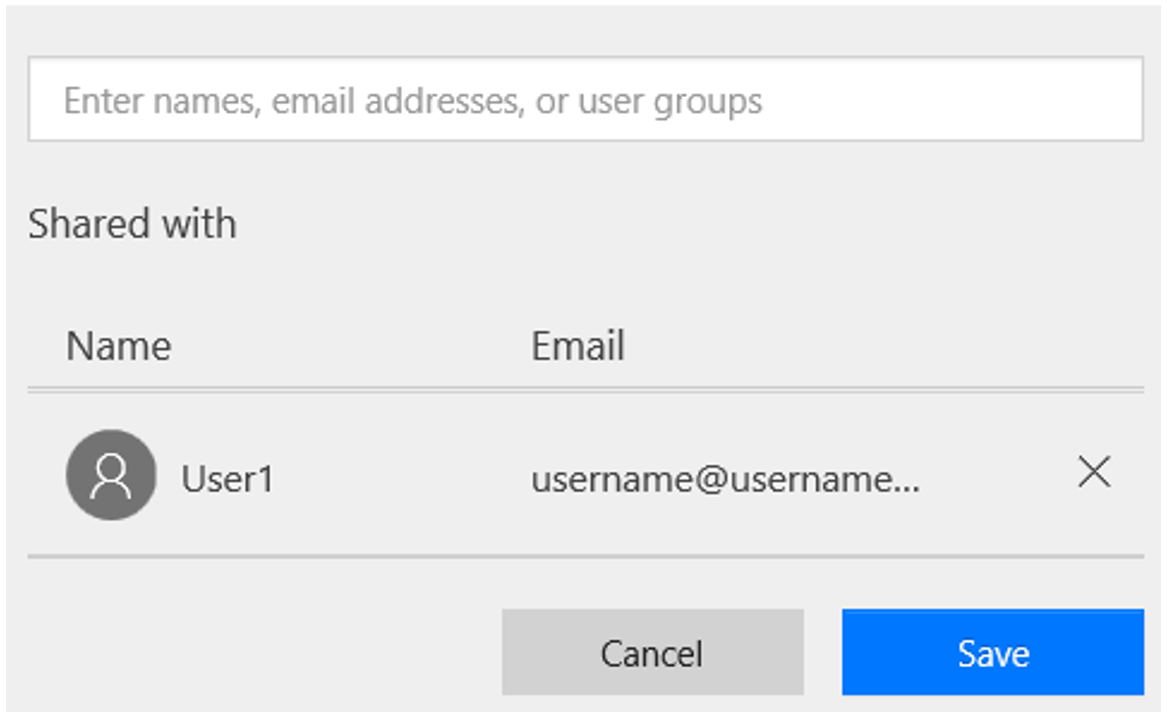 Enter names, email addresses, or user groups
Shared with
Name Email
User1 username@username...
Cancel Save